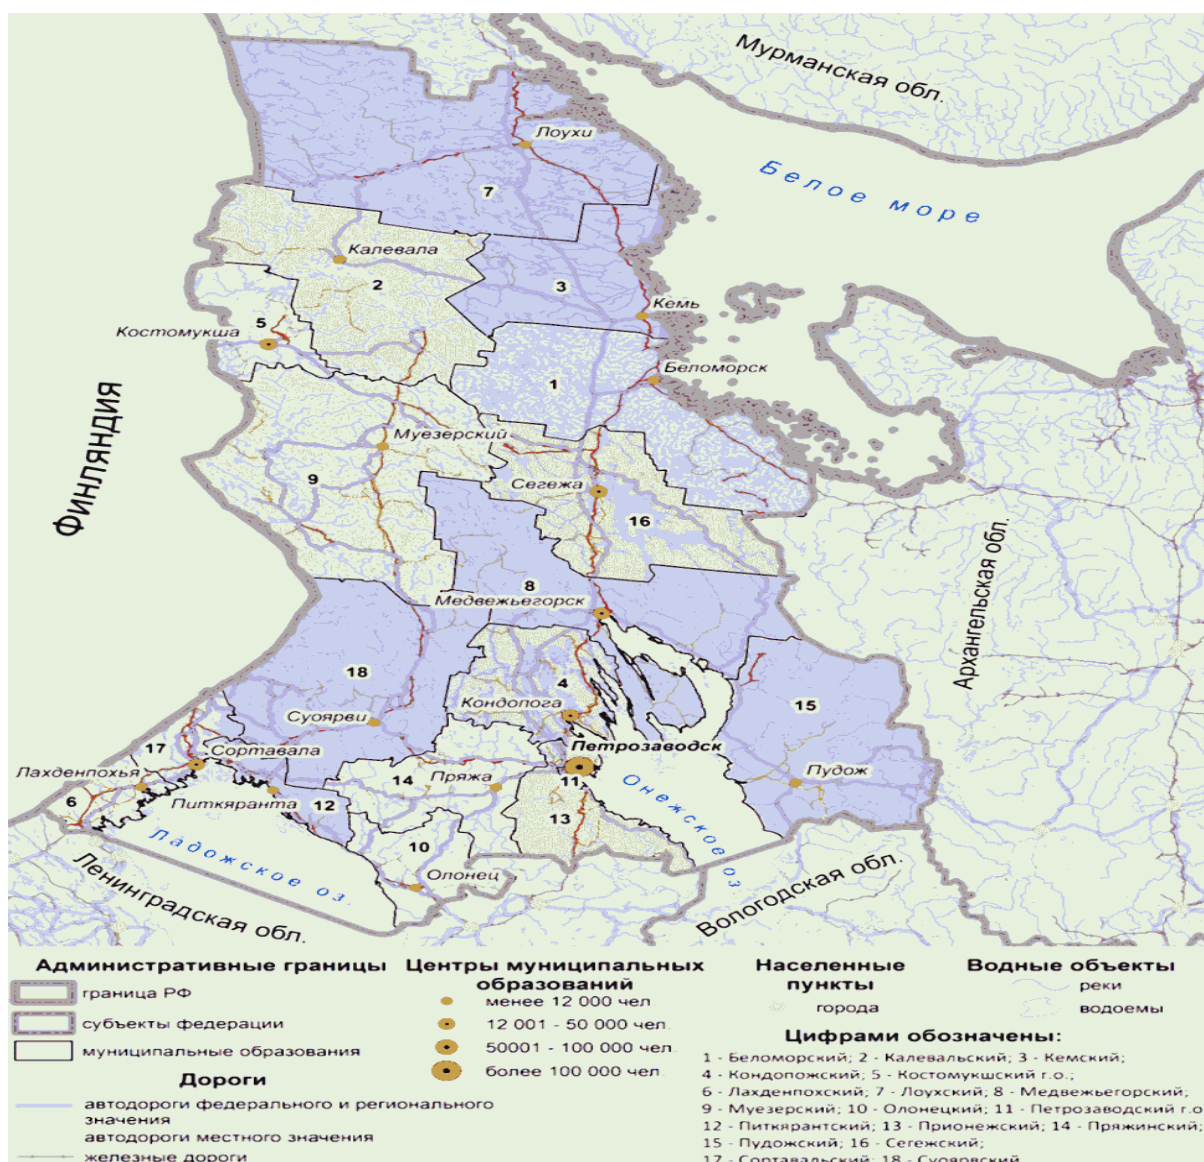 Мурманская обл.
Лоухи
Белое море
7
Калевала
2
3
Кемь
5
Костомукша
Беломорск
1
Финляндия
Муезерский
Сегежа
9
16
Архангельская обл.
8
Медвежьегорск
18
4
15
Суоярви
Кондопога
17
Сортавала
Петрозаводск
Лахденпохья
14
Пряжа
11
Пудож
6
Питкяранта
12
13
Онежское оз.
Ладожское оз.
10
Олонец
Ленинградская обл.
Вологодская обл.
Административные границы
граница РФ
субъекты федерации
муниципальные образования
Дороги
автодороги федерального и регионального
значения
автодороги местного значения
железные дороги
Центры муниципальных
образований
менее 12 000 чел
12 001 - 50 000 чел.
50001 - 100 000 чел.
более 100 000 чел.
Населенные
пункты
города
Водные объекты
реки
водоемы
Цифрами обозначены:
1 - Беломорский; 2 - Калевальский; 3 - Кемский;
4 - Кондопожский; 5 - Костомукшский г.о.;
6 - Лахденпохский; 7 - Лоухский; 8 - Медвежьегорский;
9 - Муезерский; 10 - Олонецкий; 11 - Петрозаводский г.о
12 - Питкярантский; 13 - Прионежский; 14 - Пряжинский;
15 - Пудожский; 16 - Сегежский;
17 - Сортавальский; 18 - Суоярвский